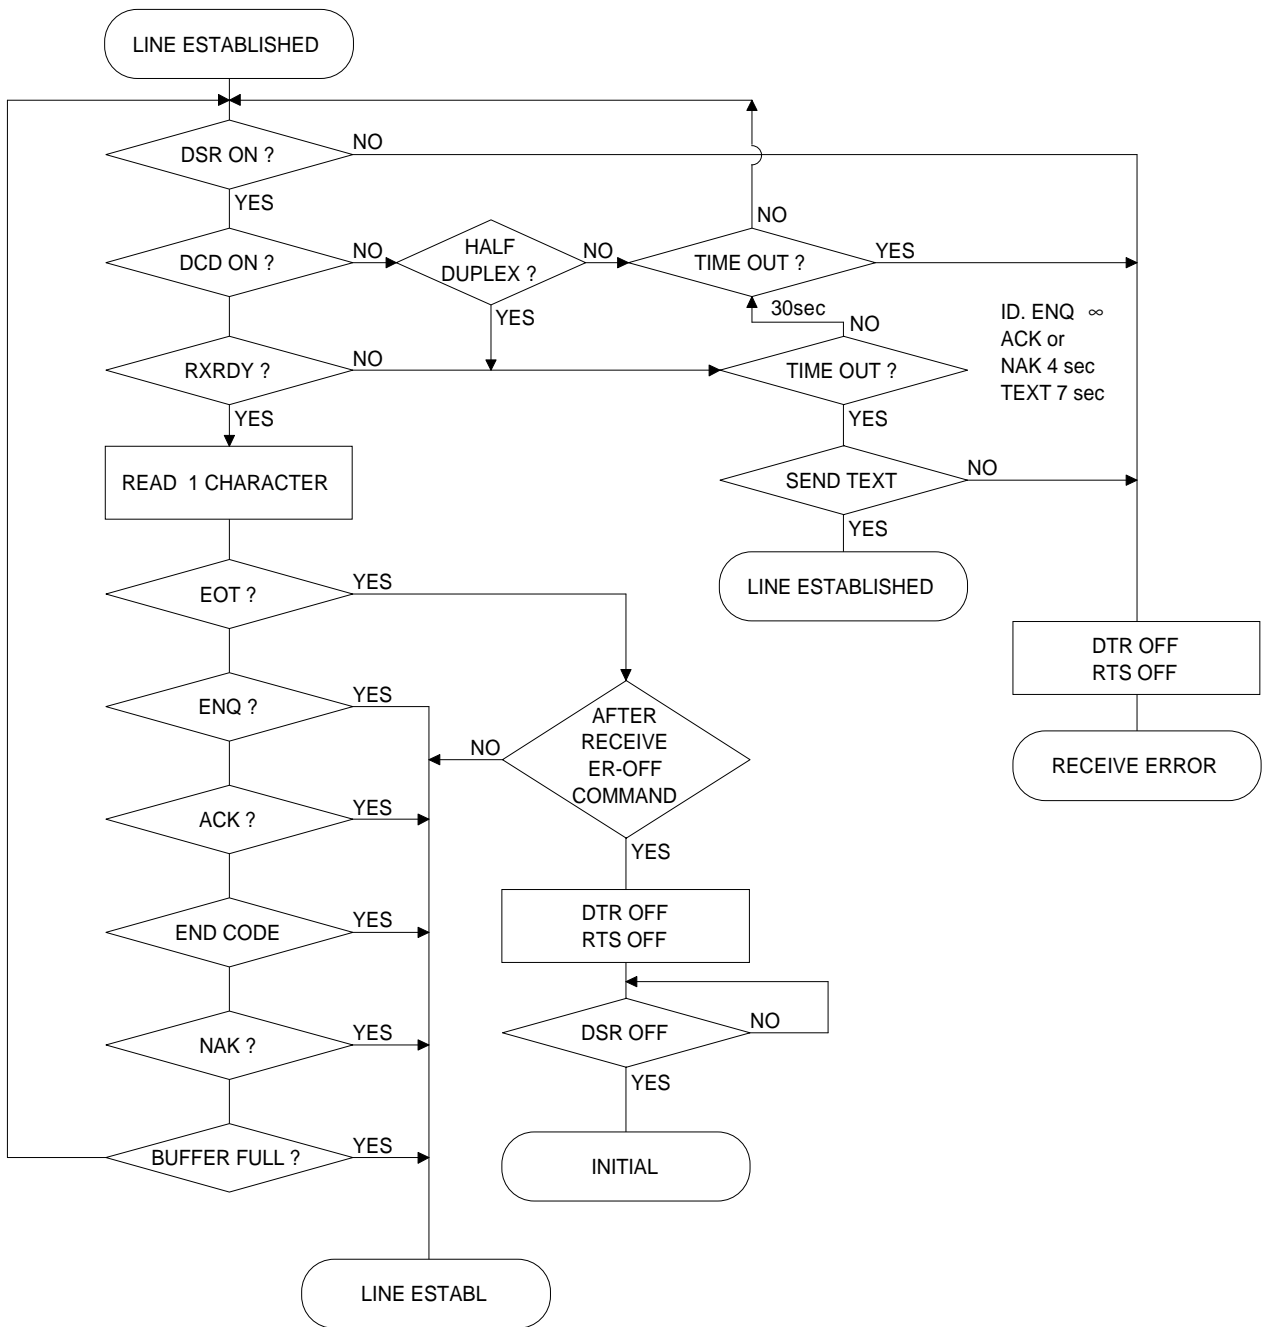 LINE ESTABLISHED
DSR ON ?
NO
YES
DCD ON ?
NO
HALF
DUPLEX ?
NO
YES
TIME OUT ?
NO
YES
30sec
RXRDY ?
NO
YES
TIME OUT ?
NO
YES
ID. ENQ ∞
ACK or
NAK 4 sec
TEXT 7 sec
READ 1 CHARACTER
SEND TEXT
NO
YES
LINE ESTABLISHED
EOT ?
YES
DTR OFF
RTS OFF
RECEIVE ERROR
ENQ ?
YES
AFTER
RECEIVE
ER-OFF
COMMAND
NO
YES
ACK ?
YES
DTR OFF
RTS OFF
END CODE
YES
DSR OFF
NO
YES
NAK ?
YES
BUFFER FULL ?
YES
INITIAL
LINE ESTABL